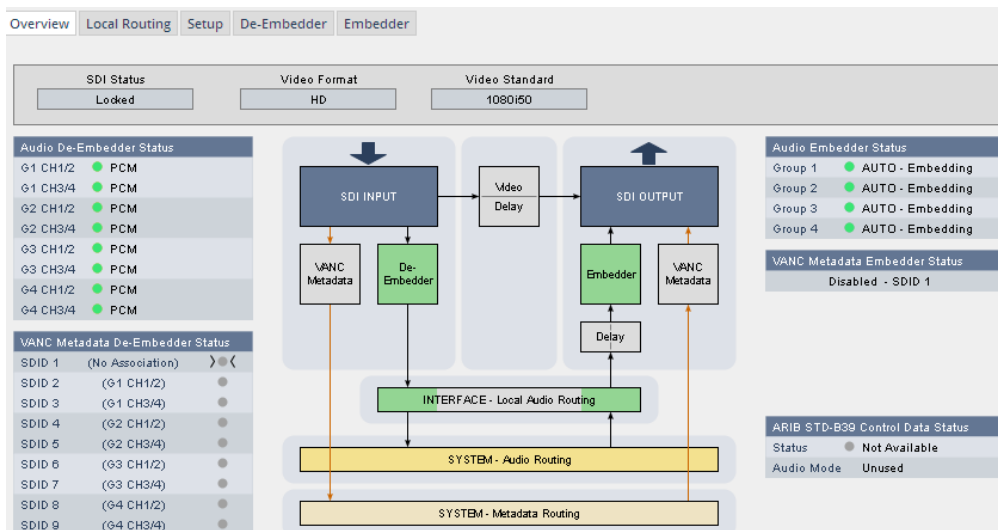 Overview Local Routing Setup De-Embedder Embedder
SDI Status Video Format Video Standard
Locked HD 1080i50
Audio De-Embedder Status
G1 CH1/2 PCM
G1 CH3/4 PCM
G2 CH1/2 PCM
G2 CH3/4 PCM
G3 CH1/2 PCM
G3 CH3/4 PCM
G4 CH1/2 PCM
G4 CH3/4 PCM
VANC Metadata De-Embedder Status
SDID 1 (No Association)
SDID 2 (G1 CH1/2)
SDID 3 (G1 CH3/4)
SDID 4 (G2 CH1/2)
SDID 5 (G2 CH3/4)
SDID 6 (G3 CH1/2)
SDID 7 (G3 CH3/4)
SDID 8 (G4 CH1/2)
SDID 9 (G4 CH3/4)
SDI INPUT
Video
Delay
SDI OUTPUT
VANC
Metadata
De-
Embedder
Embedder
VANC
Metadata
Delay
INTERFACE - Local Audio Routing
SYSTEM - Audio Routing
SYSTEM - Metadata Routing
Audio Embedder Status
Group 1 AUTO - Embedding
Group 2 AUTO - Embedding
Group 3 AUTO - Embedding
Group 4 AUTO - Embedding
VANC Metadata Embedder Status
Disabled - SDID 1
ARIB STD-B39 Control Data Status
Status Not Available
Audio Mode Unused